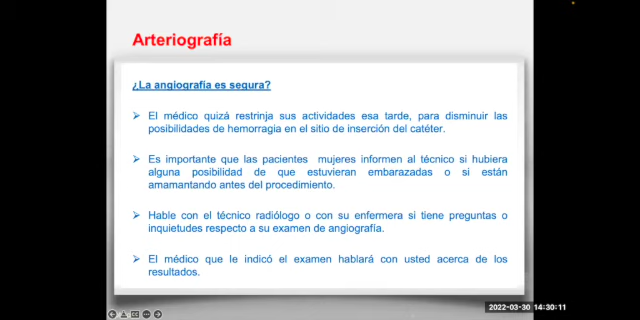 Arteriografía
¿La angiografía es segura?
El médico quizá restrinja sus actividades esa tarde, para disminuir las
posibilidades de hemorragia en el sitio de inserción del catéter.
Es importante que las pacientes mujeres informen al técnico si hubiera
alguna posibilidad de que estuvieran embarazadas o si están
amamantando antes del procedimiento.
Hable con el técnico radiólogo o con su enfermera si tiene preguntas o
inquietudes respecto a su examen de angiografía.
El médico que le indicó el examen hablará con usted acerca de los
resultados.
2022-03-30 14:30:11